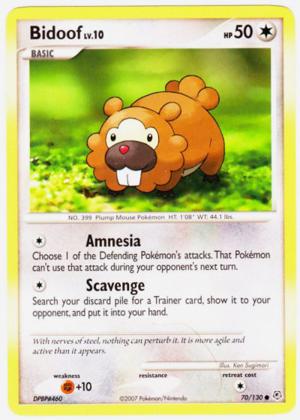 Bidoof LV.10 HP 50
BASIC
NO. 399 Plump Mouse Pokémon HT: 1'08" WT: 44.1 lbs.
Amnesia
Choose 1 of the Defending Pokémon's attacks. That Pokémon
can't use that attack during your opponent's next turn.
Scavenge
Search your discard pile for a Trainer card, show it to your
opponent, and put it into your hand.
Illus. Ken Sugimori
With nerves of steel, nothing can perturb it. It is more agile and
active than it appears.
weakness resistance retreat cost
+10
DPBP#460 ©2007 Pokémon/Nintendo 70/130